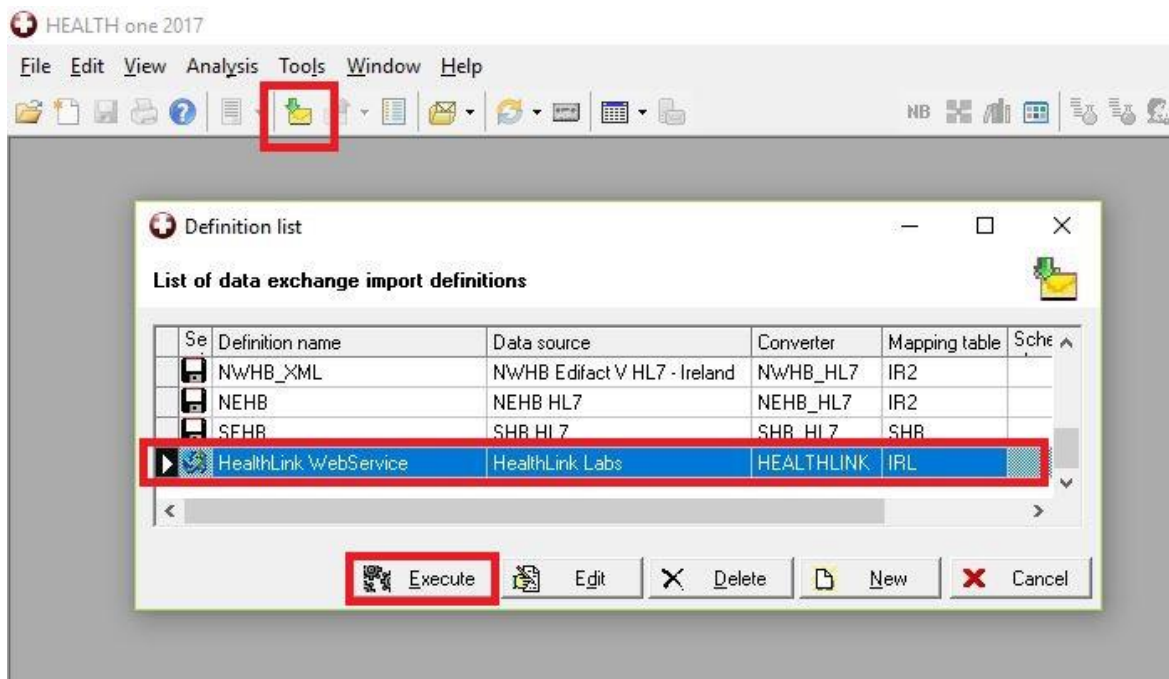 HEALTH one 2017
File Edit View Analysis Tools Window Help
NB
Definition list
List of data exchange import definitions
Se Definition name Data source Converter Mapping table Sche
NWHB_XML NWHB Edifact V HL7 - Ireland NWHB_HL7 IR2
NEHB NEHB HL7 NEHB_HL7 IR2
SEHB SHB HL7 SHB_HL7 SHB
HealthLink WebService HealthLink Labs HEALTHLINK IRL
Execute Edit Delete New Cancel